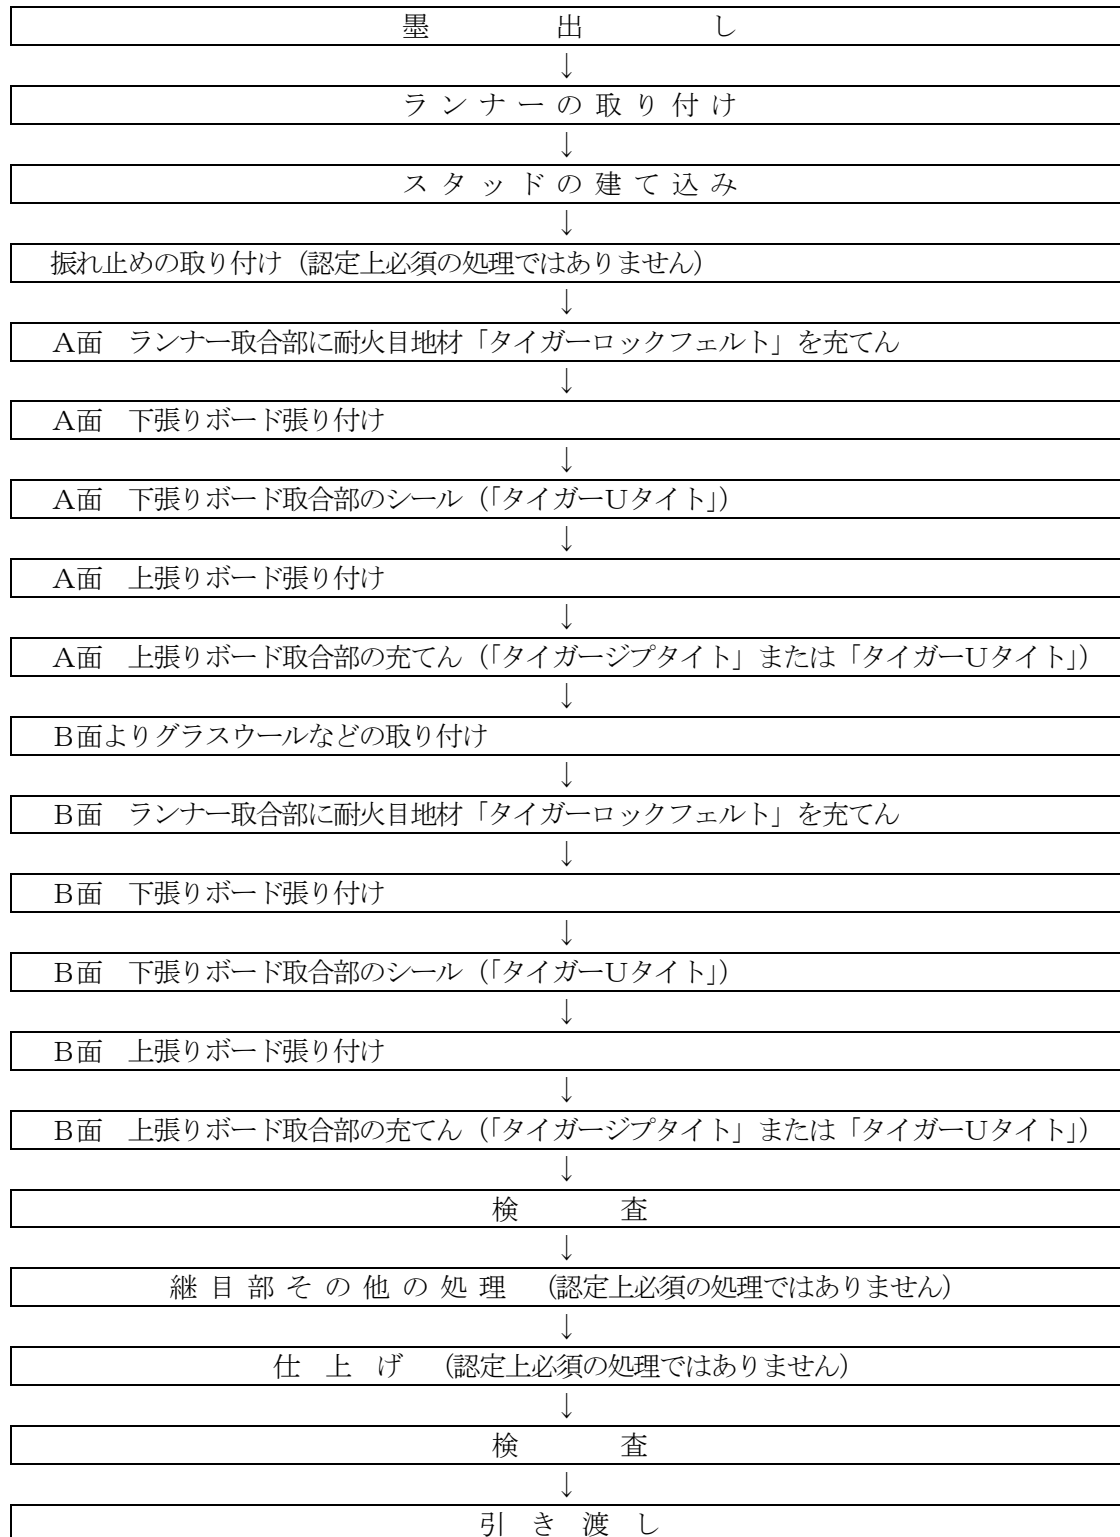 墨出し
↓
ランナーの取り付け
↓
スタッドの建て込み
↓
振れ止めの取り付け（認定上必須の処理ではありません）
↓
A面　ランナー取合部に耐火目地材「タイガーロックフェルト」を充てん
↓
A面　下張りボード張り付け
↓
A面　下張りボード取合部のシール（「タイガーUタイト」）
↓
A面　上張りボード張り付け
↓
A面　上張りボード取合部の充てん（「タイガージプタイト」または「タイガーUタイト」）
↓
B面よりグラスウールなどの取り付け
↓
B面　ランナー取合部に耐火目地材「タイガーロックフェルト」を充てん
↓
B面　下張りボード張り付け
↓
B面　下張りボード取合部のシール（「タイガーUタイト」）
↓
B面　上張りボード張り付け
↓
B面　上張りボード取合部の充てん（「タイガージプタイト」または「タイガーUタイト」）
↓
検査
↓
継目部その他の処理　（認定上必須の処理ではありません）
↓
仕上げ　（認定上必須の処理ではありません）
↓
検査
↓
引き渡し